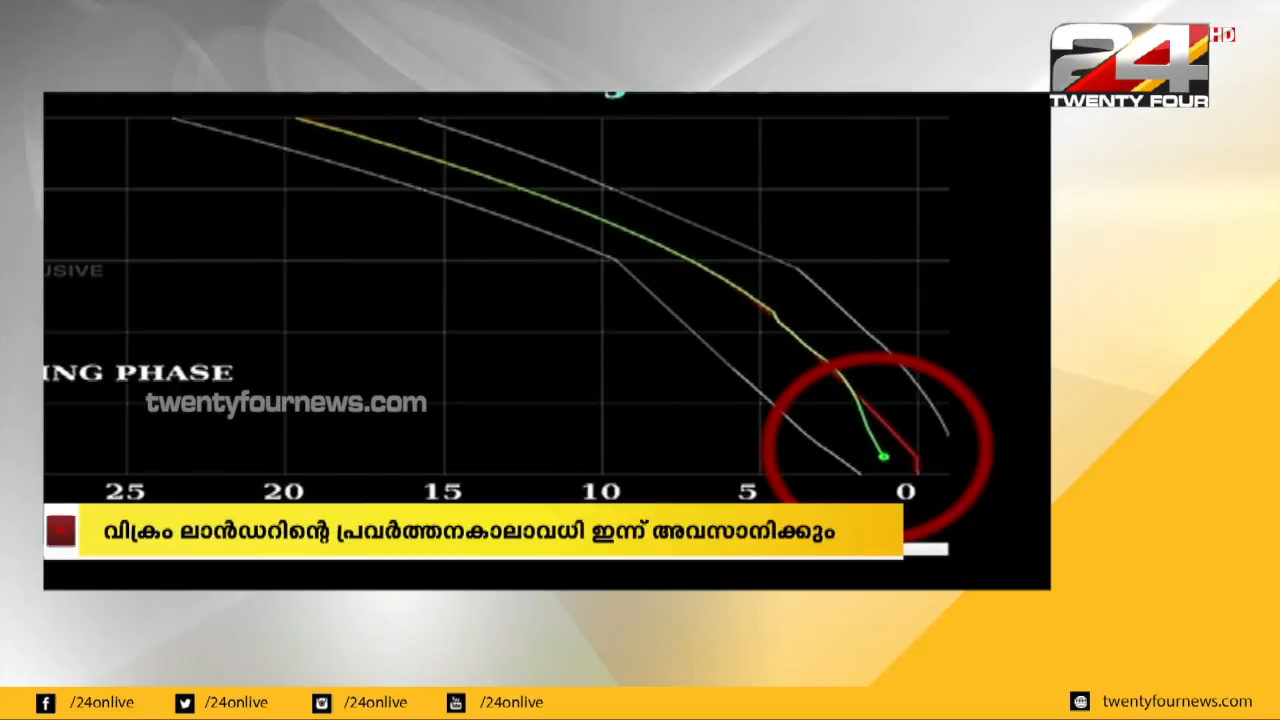 24 HD
TWENTY FOUR
USIVE
ING PHASE
twentyfournews.com
25 20 15 10 5 0
വിക്രം ലാൻഡറിന്റെ പ്രവർത്തനകാലാവധി ഇന്ന് അവസാനിക്കും
/24onlive /24onlive /24onlive /24onlive twentyfournews.com